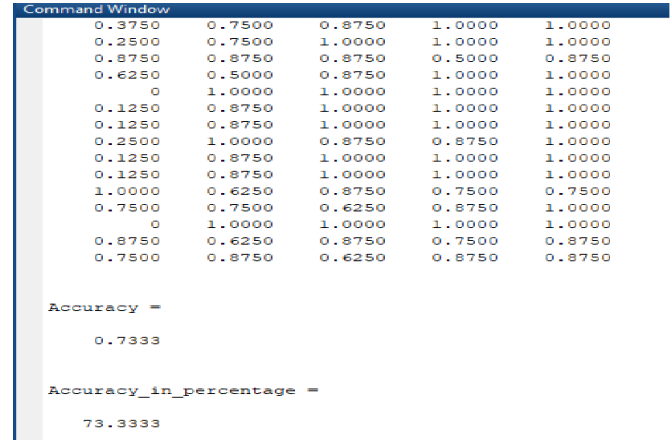 Command Window
0.3750 0.7500 0.8750 1.0000 1.0000
0.2500 0.7500 1.0000 1.0000 1.0000
0.8750 0.8750 0.8750 0.5000 0.8750
0.6250 0.5000 0.8750 1.0000 1.0000
0 1.0000 1.0000 1.0000 1.0000
0.1250 0.8750 1.0000 1.0000 1.0000
0.1250 0.8750 1.0000 1.0000 1.0000
0.2500 1.0000 0.8750 0.8750 1.0000
0.1250 0.8750 1.0000 1.0000 1.0000
0.1250 0.8750 1.0000 1.0000 1.0000
1.0000 0.6250 0.8750 0.7500 0.7500
0.7500 0.7500 0.6250 0.8750 1.0000
0 1.0000 1.0000 1.0000 1.0000
0.8750 0.6250 0.8750 0.7500 0.8750
0.7500 0.8750 0.6250 0.8750 0.8750
Accuracy =
0.7333
Accuracy_in_percentage =
73.3333